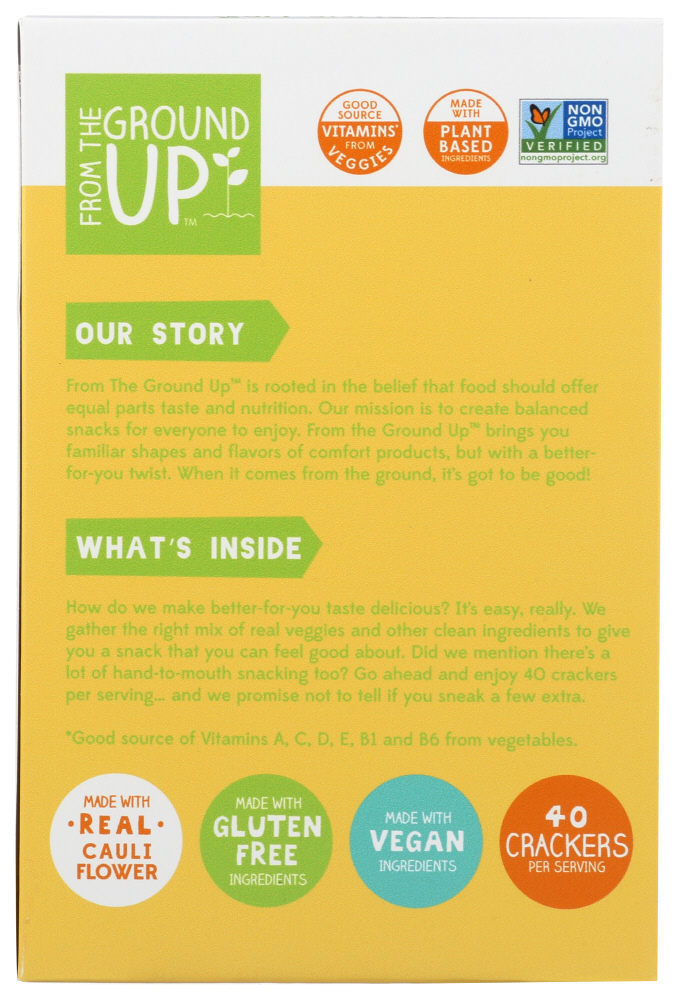 FROM THE
GROUND
UP™
GOOD
SOURCE
VITAMINS*
FROM
VEGGIES
MADE
WITH
PLANT
BASED
INGREDIENTS
NON
GMO
Project
VERIFIED
nongmoproject.org
OUR STORY
From The Ground Up™ is rooted in the belief that food should offer
equal parts taste and nutrition. Our mission is to create balanced
snacks for everyone to enjoy. From the Ground Up™ brings you
familiar shapes and flavors of comfort products, but with a better-
for-you twist. When it comes from the ground, it's got to be good!
WHAT'S INSIDE
How do we make better-for-you taste delicious? It's easy, really. We
gather the right mix of real veggies and other clean ingredients to give
you a snack that you can feel good about. Did we mention there's a
lot of hand-to-mouth snacking too? Go ahead and enjoy 40 crackers
per serving... and we promise not to tell if you sneak a few extra.
*Good source of Vitamins A, C, D, E, B1 and B6 from vegetables.
MADE WITH
·REAL·
CAULI
FLOWER
MADE WITH
GLUTEN
FREE
INGREDIENTS
MADE WITH
VEGAN
INGREDIENTS
40
CRACKERS
PER SERVING